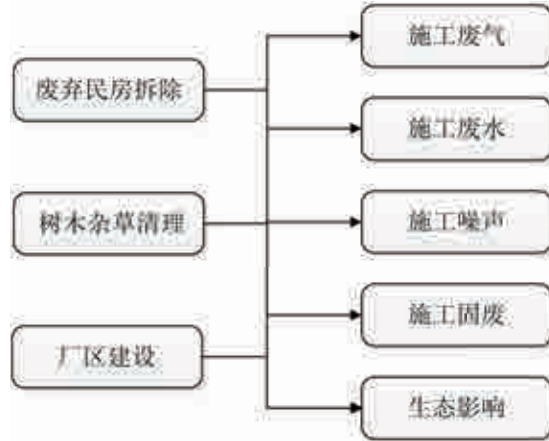 废弃民房拆除
树木杂草清理
厂区建设
施工废气
施工废水
施工噪声
施工固废
生态影响